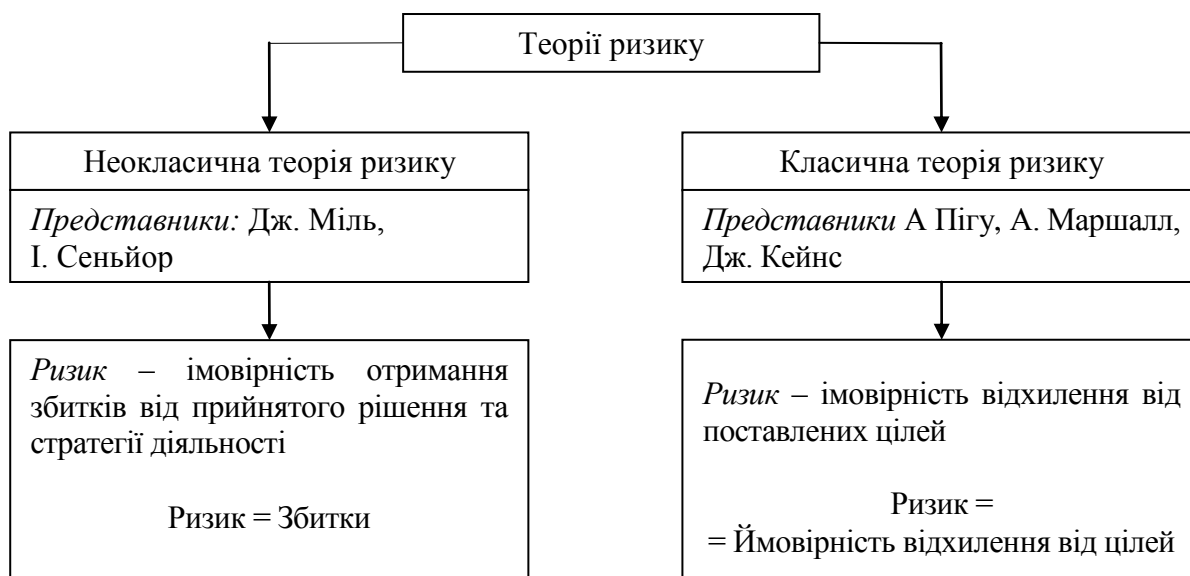 Теорії ризику
Неокласична теорія ризику
Представники: Дж. Міль,
І. Сеньйор
Ризик – імовірність отримання
збитків від прийнятого рішення та
стратегії діяльності
Ризик = Збитки
Класична теорія ризику
Представники А Пігу, А. Маршалл,
Дж. Кейнс
Ризик – імовірність відхилення від
поставлених цілей
Ризик =
= Ймовірність відхилення від цілей